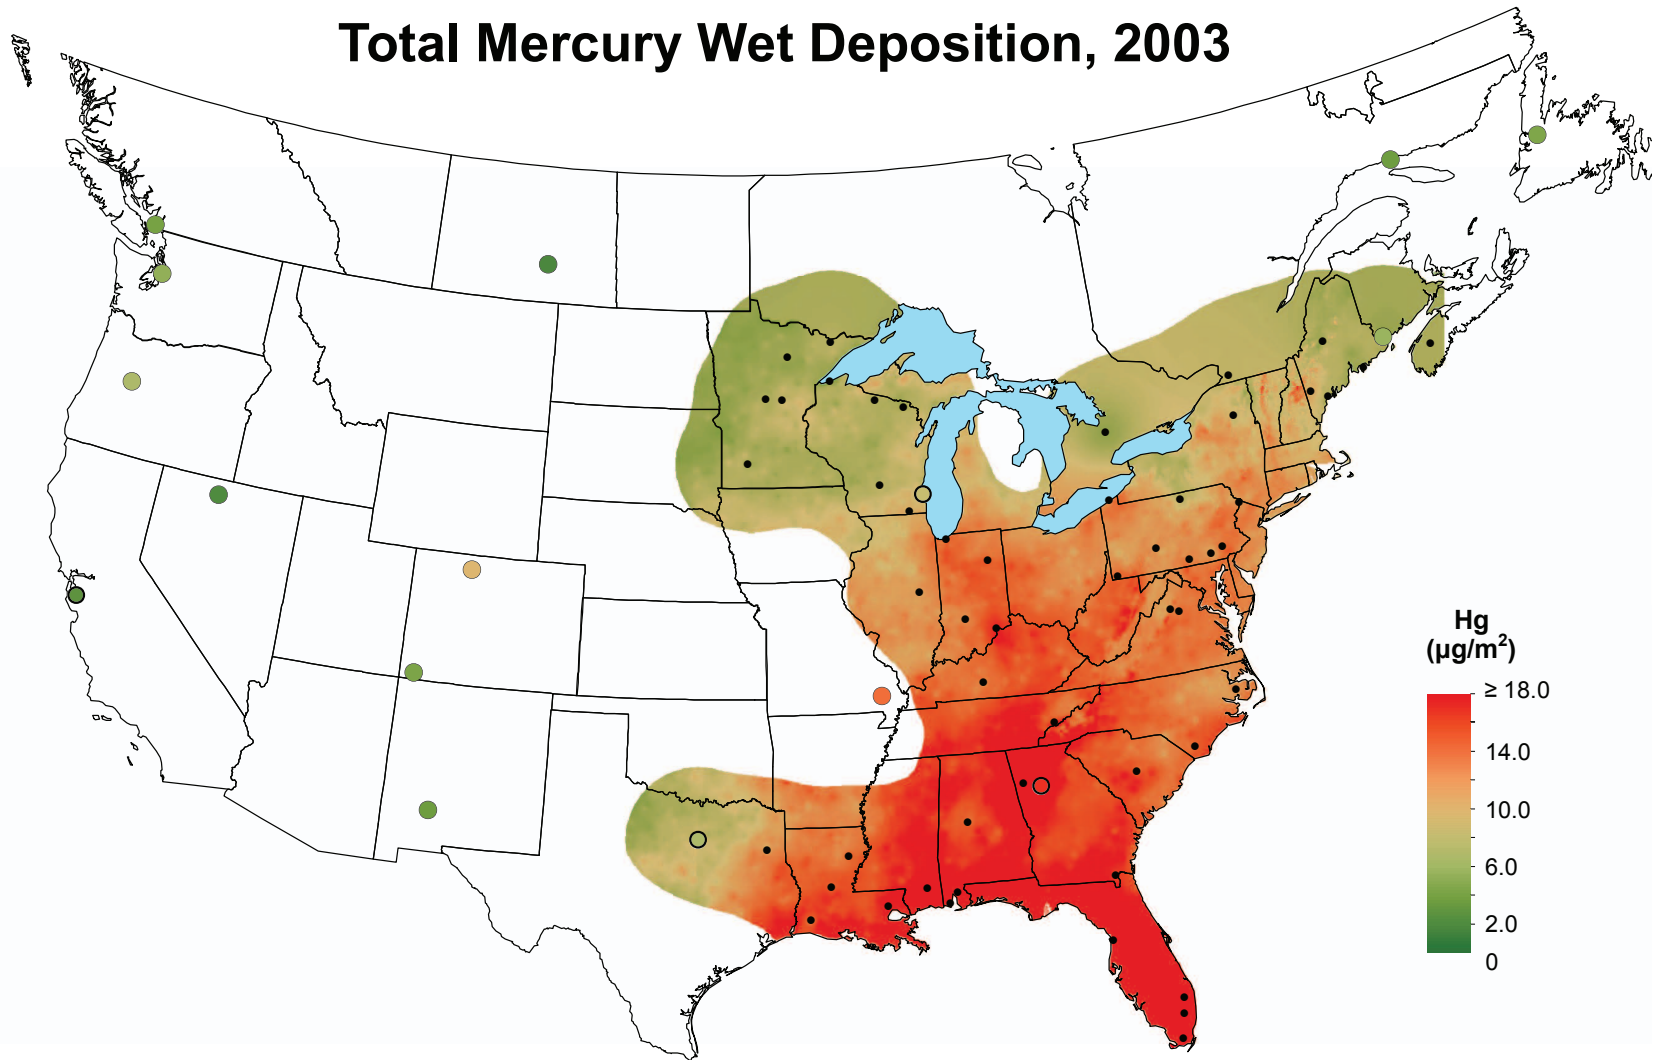 Total Mercury Wet Deposition, 2003
Hg
(µg/m²)
≥ 18.0
14.0
10.0
6.0
2.0
0